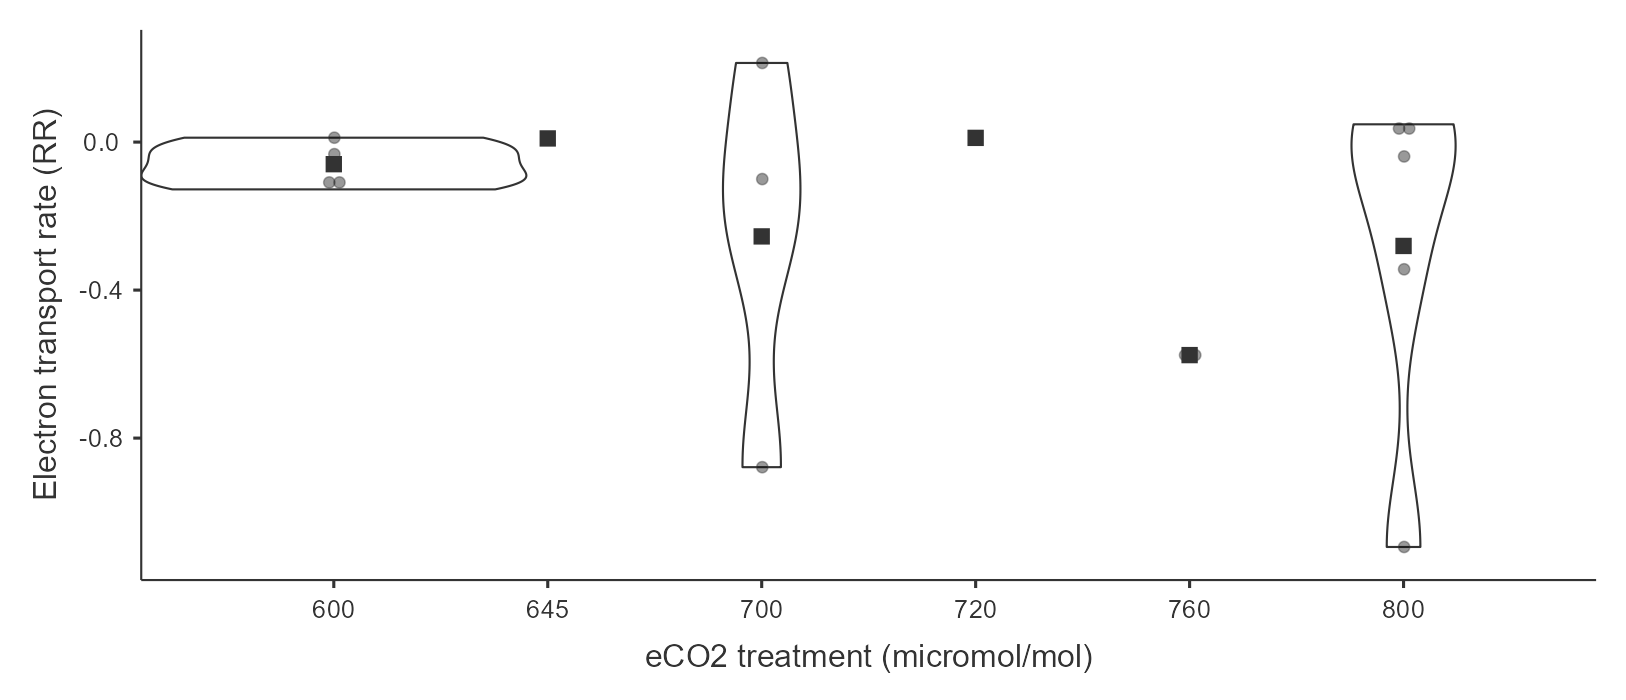 Electron transport rate (RR)
0.0
-0.4
-0.8
600 645 700 720 760 800
eCO2 treatment (micromol/mol)